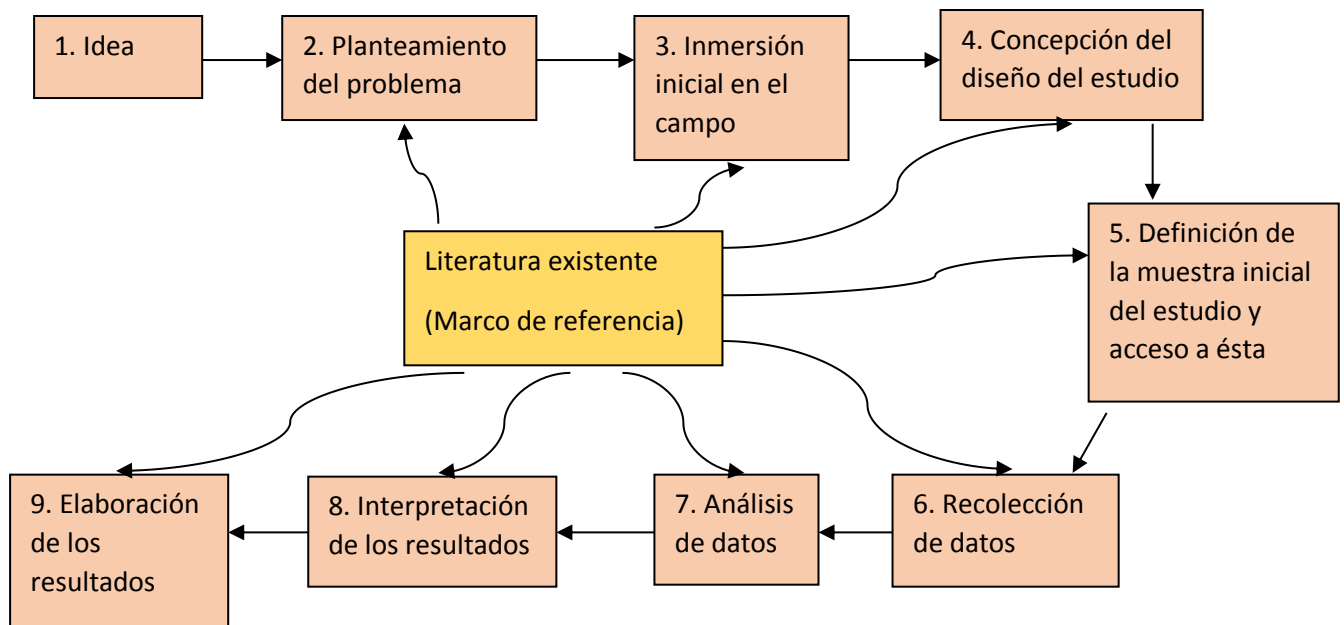 1. Idea
2. Planteamiento
del problema
3. Inmersión
inicial en el
campo
4. Concepción del
diseño del estudio
Literatura existente
(Marco de referencia)
5. Definición de
la muestra inicial
del estudio y
acceso a ésta
6. Recolección
de datos
7. Análisis
de datos
8. Interpretación
de los resultados
9. Elaboración
de los
resultados